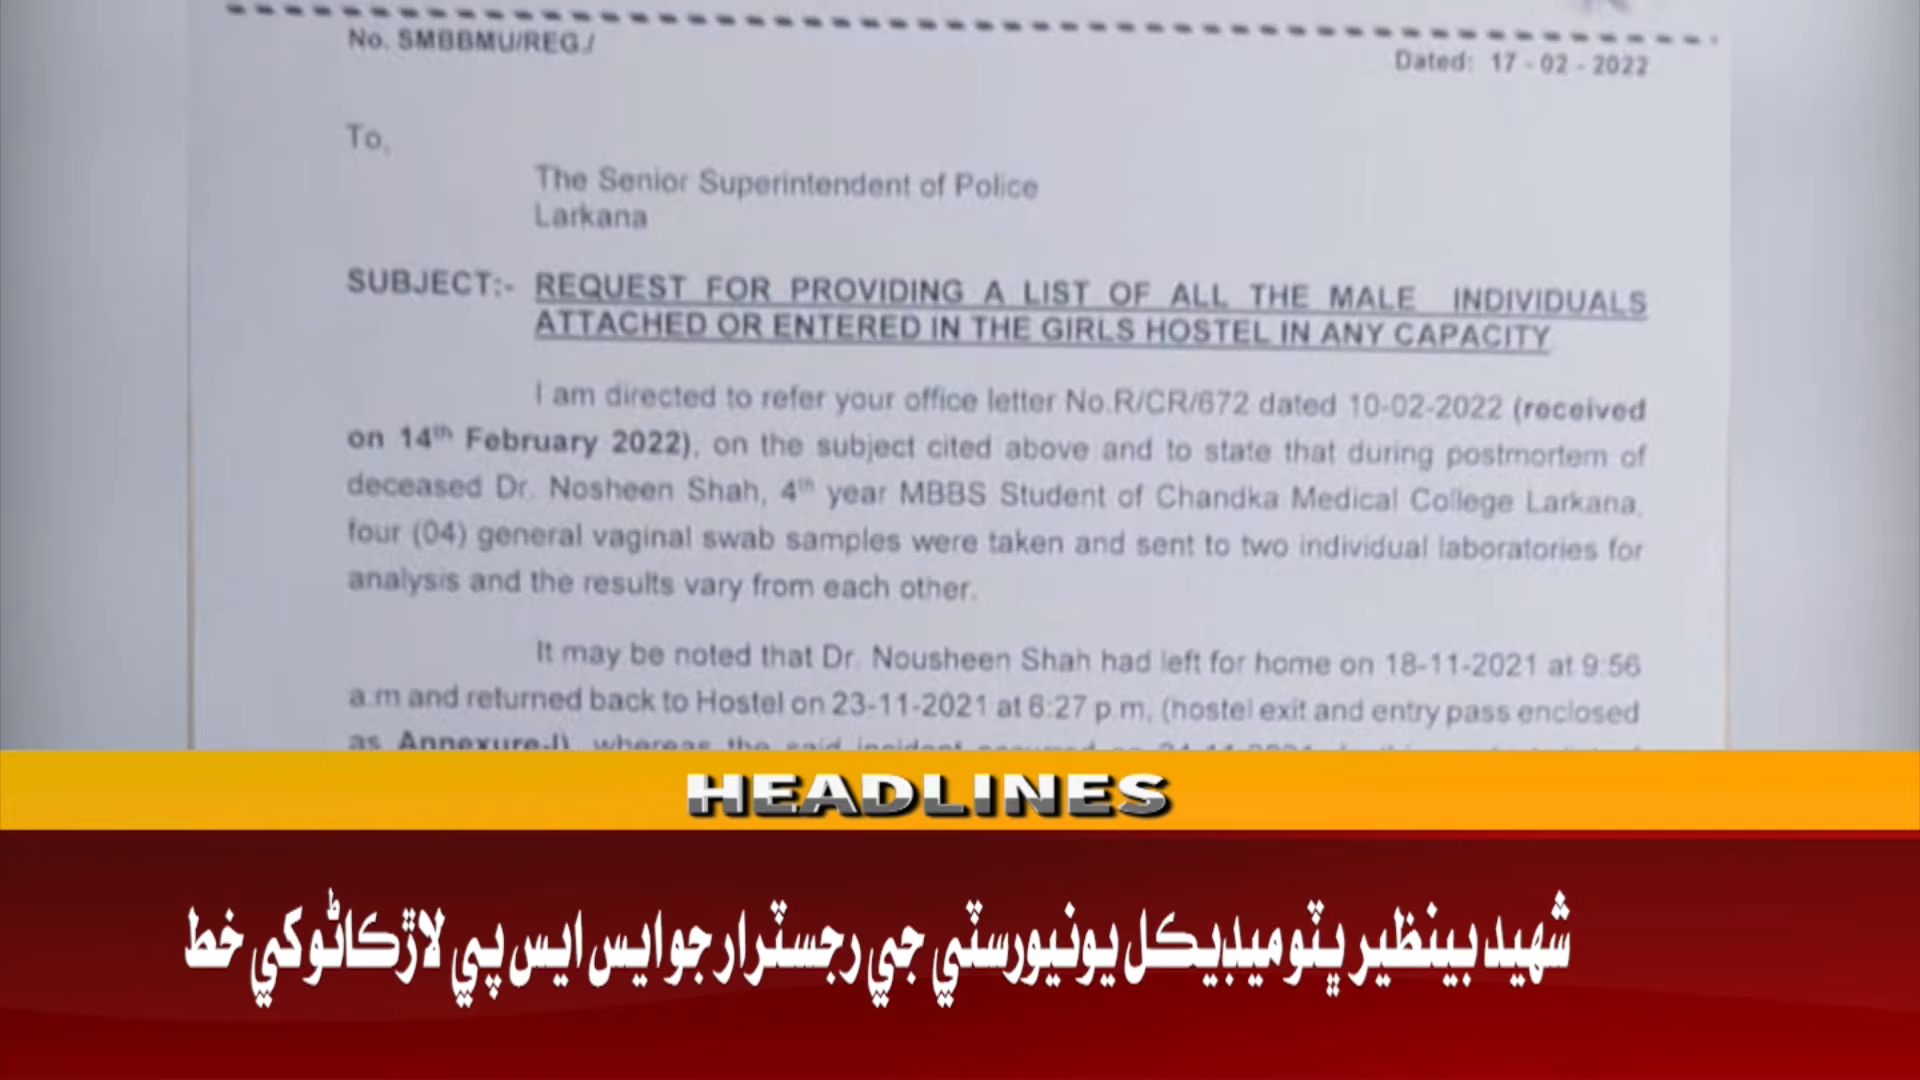 No. SMBBMU/REG./
Dated: 17 - 02 - 2022
To,
The Senior Superintendent of Police
Larkana
SUBJECT:- REQUEST FOR PROVIDING A LIST OF ALL THE MALE INDIVIDUALS
ATTACHED OR ENTERED IN THE GIRLS HOSTEL IN ANY CAPACITY
I am directed to refer your office letter No.R/CR/672 dated 10-02-2022 (received
on 14th February 2022), on the subject cited above and to state that during postmortem of
deceased Dr. Nosheen Shah, 4th year MBBS Student of Chandka Medical College Larkana,
four (04) general vaginal swab samples were taken and sent to two individual laboratories for
analysis and the results vary from each other.
It may be noted that Dr. Nousheen Shah had left for home on 18-11-2021 at 9:56
a.m and returned back to Hostel on 23-11-2021 at 6:27 p.m, (hostel exit and entry pass enclosed
as Annexure-I), whereas the said incident occurred on
HEADLINES
شهيد بينظير ڀٽو ميڊيڪل يونيورسٽي جي رجسٽرار جو ايس ايس پي لاڙڪاڻو کي خط